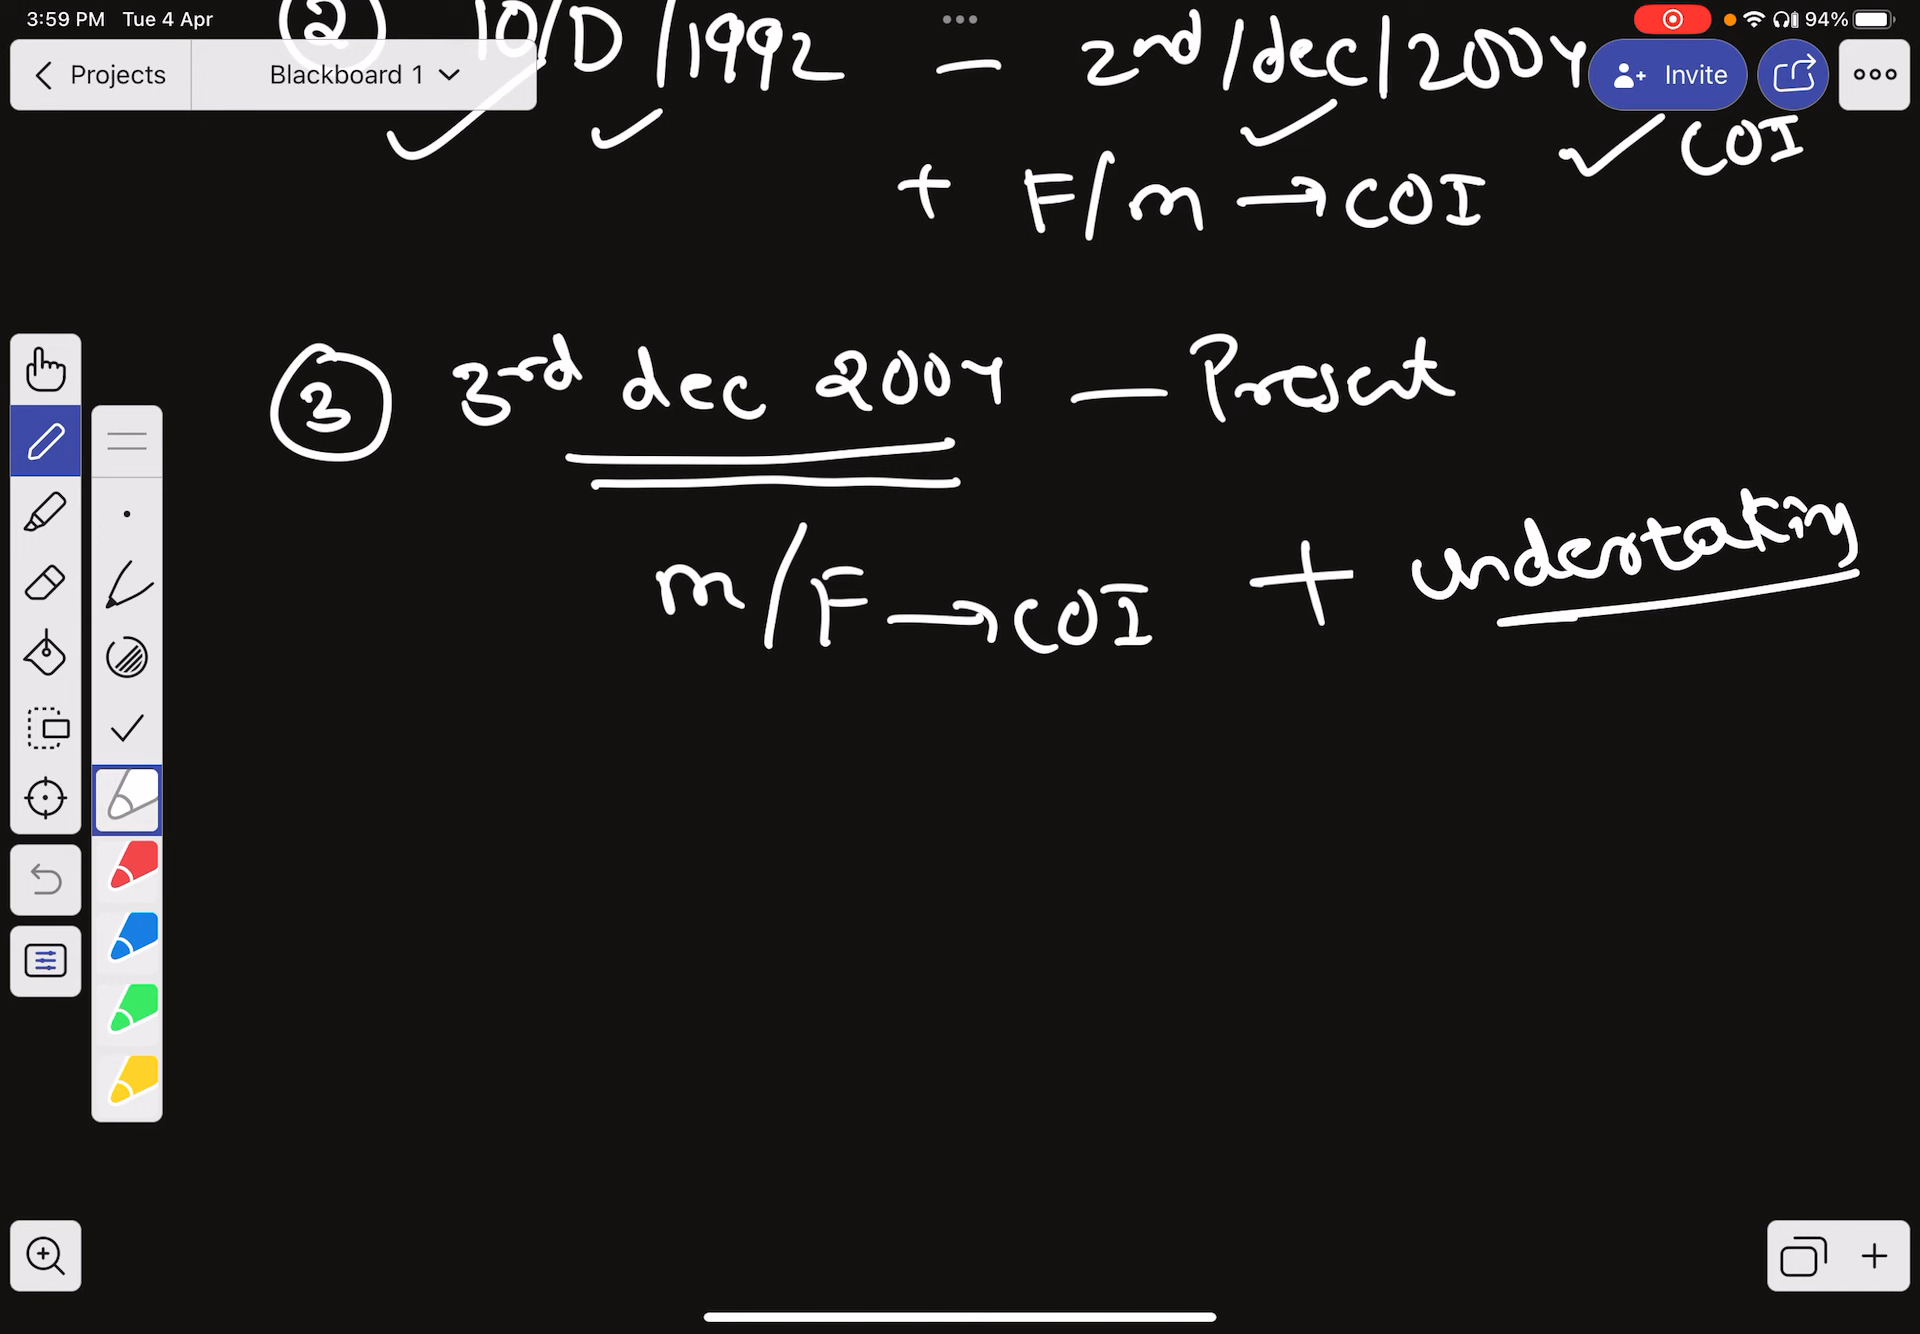 3:59 PM Tue 4 Apr 94%
Projects Blackboard 1 Invite
② 10/D/1992 — 2nd/dec/2004
COI
+ F/m → COI
③ 3rd dec 2004 — Present
m/F → COI + undertaking